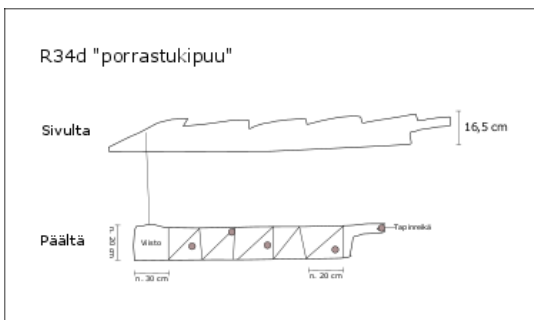 R34d "porrastukipuu"
Sivulta
16,5 cm
Päältä
n. 20 cm
Viisto
Tapinreikä
n. 30 cm
n. 20 cm